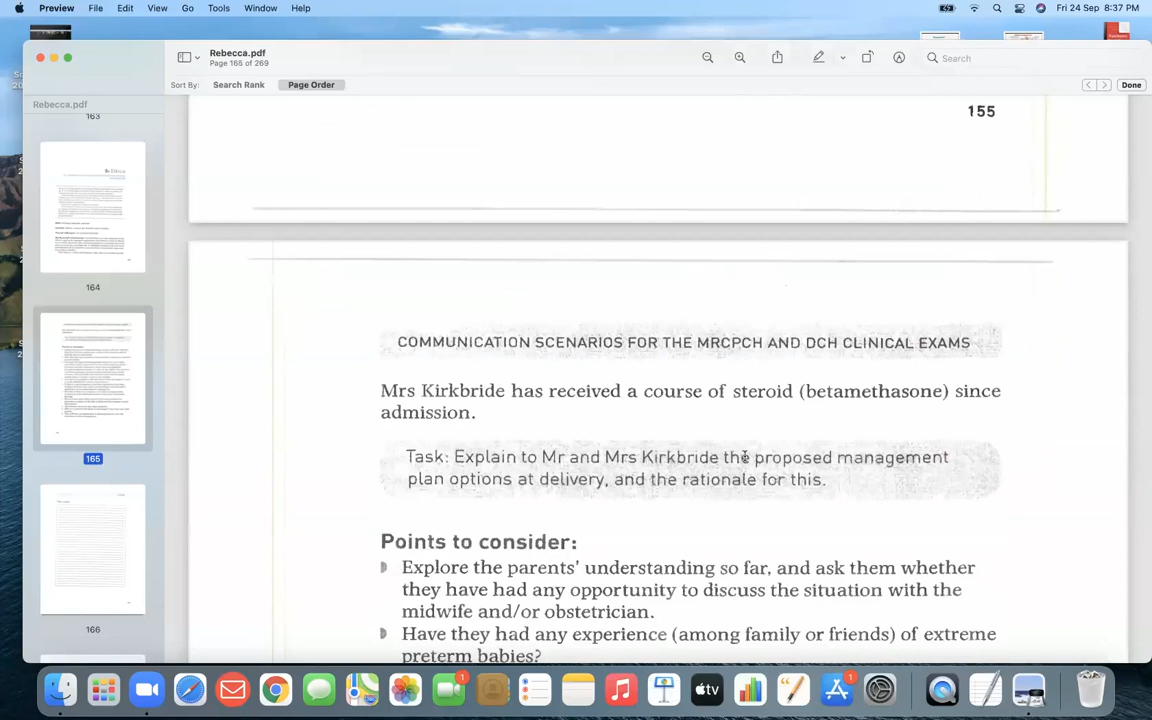 Preview File Edit View Go Tools Window Help Fri 24 Sep 8:37 PM
Rebecca.pdf
Page 165 of 269
Search
Sort By: Search Rank Page Order Done
Rebecca.pdf
163
164
165
166
155
COMMUNICATION SCENARIOS FOR THE MRCPCH AND DCH CLINICAL EXAMS
Mrs Kirkbride has received a course of steroid (betamethasone) since
admission.
Task: Explain to Mr and Mrs Kirkbride the proposed management
plan options at delivery, and the rationale for this.
Points to consider:
Explore the parents' understanding so far, and ask them whether
they have had any opportunity to discuss the situation with the
midwife and/or obstetrician.
Have they had any experience (among family or friends) of extreme
preterm babies?
1
tv
1